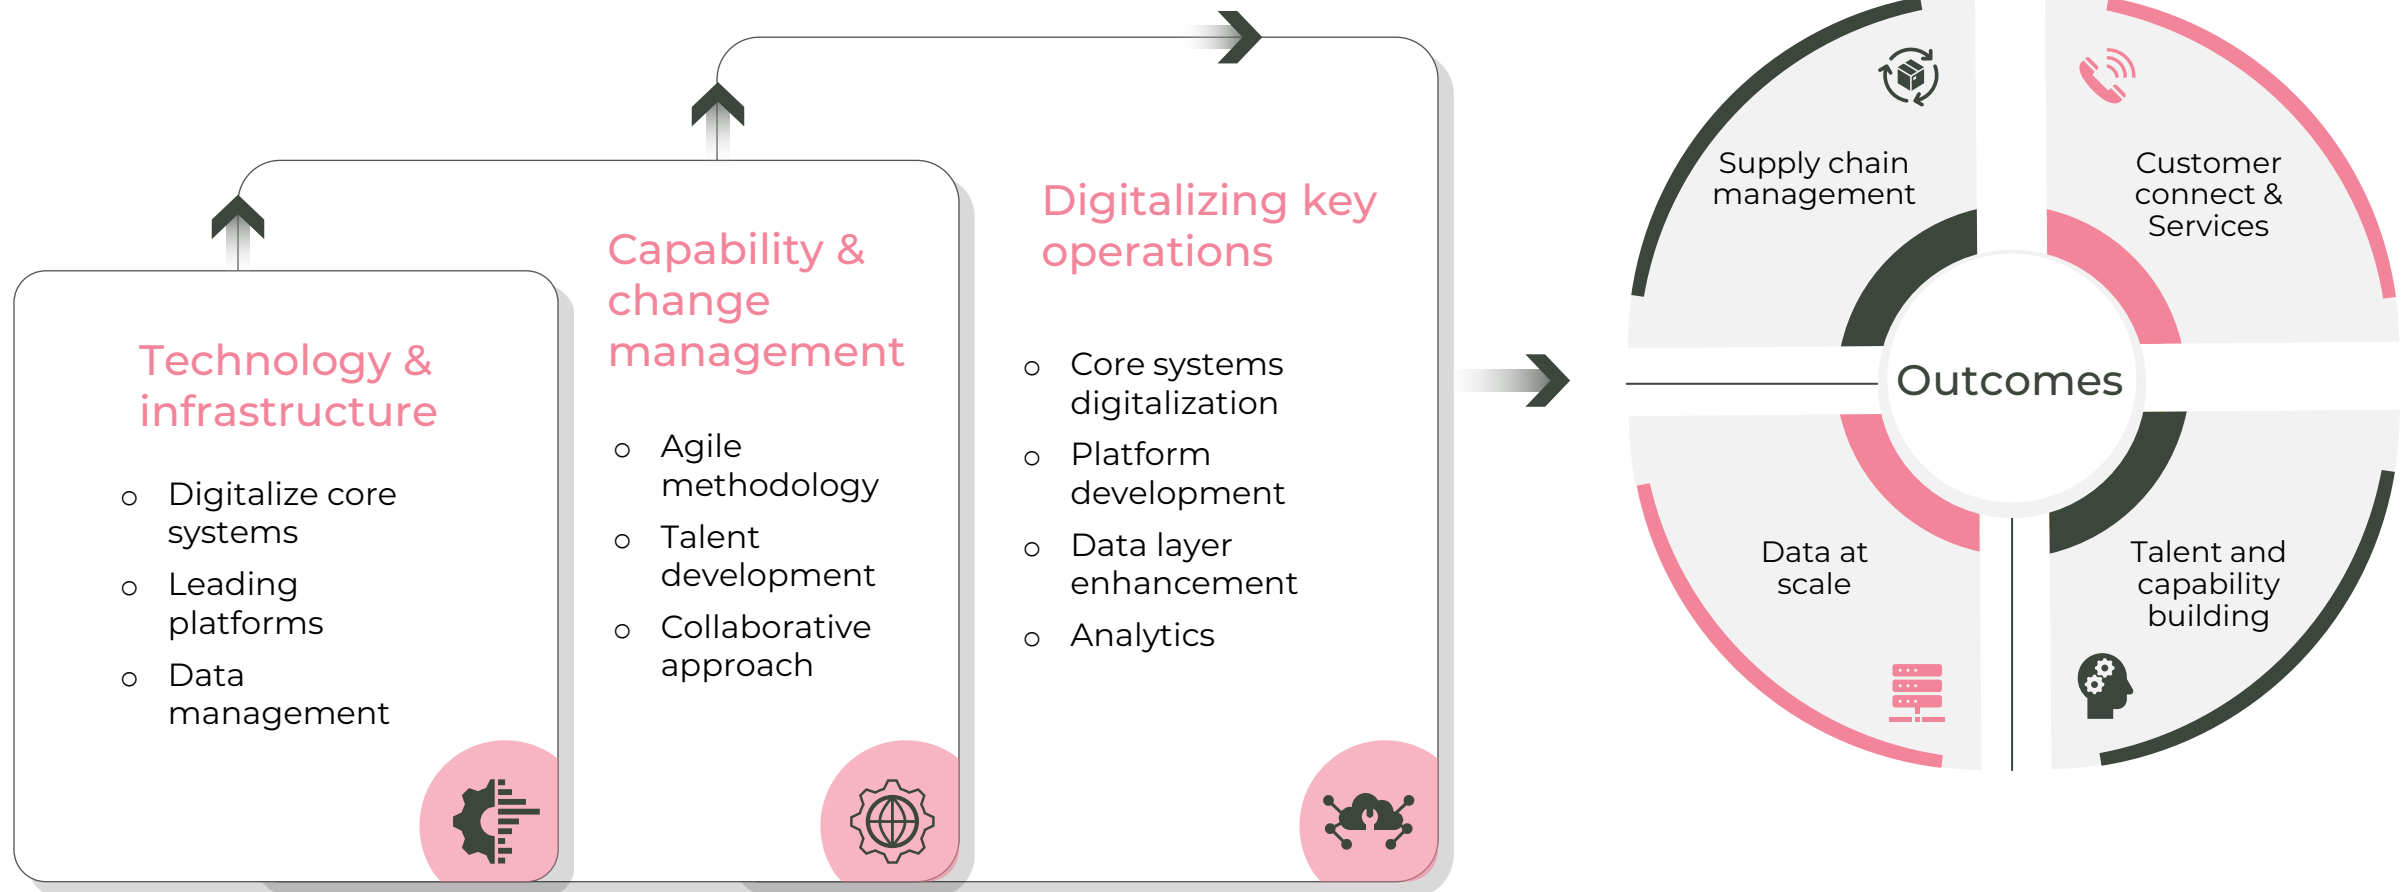 Technology &
infrastructure
Digitalize core
systems
Leading
platforms
Data
management
Capability &
change
management
Agile
methodology
Talent
development
Collaborative
approach
Digitalizing key
operations
Core systems
digitalization
Platform
development
Data layer
enhancement
Analytics
Supply chain
management
Customer
connect &
Services
Outcomes
Data at
scale
Talent and
capability
building